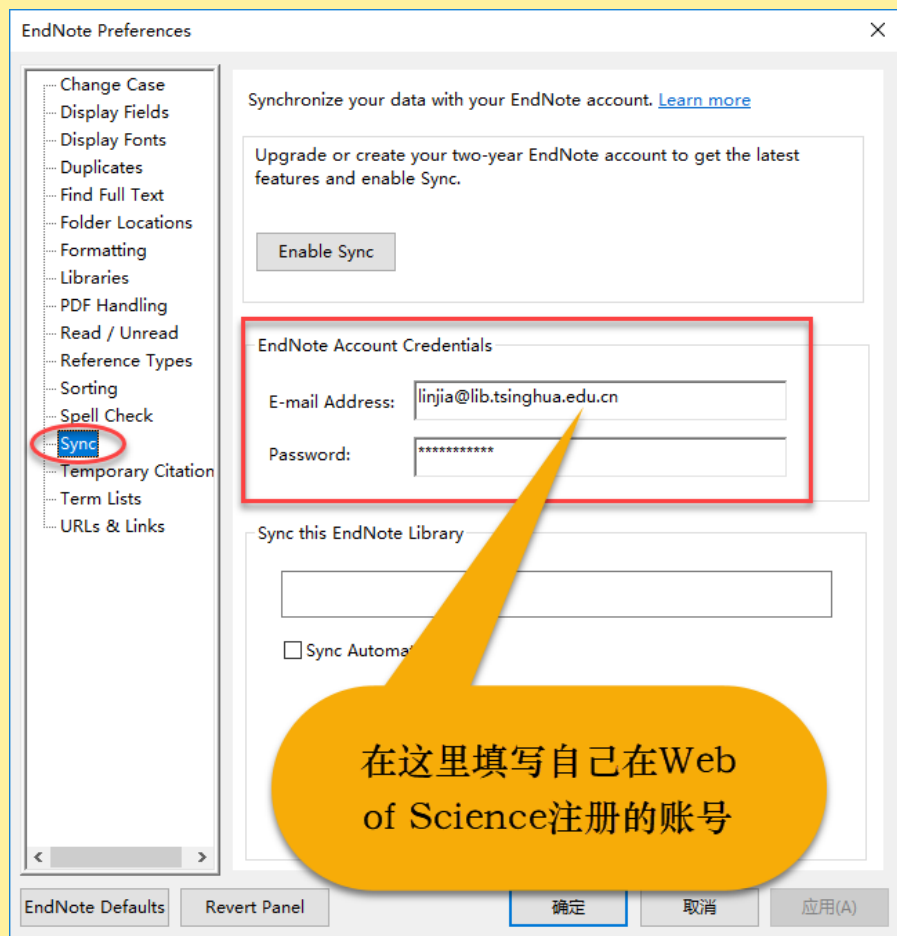 EndNote Preferences
Change Case
Display Fields
Display Fonts
Duplicates
Find Full Text
Folder Locations
Formatting
Libraries
PDF Handling
Read / Unread
Reference Types
Sorting
Spell Check
Sync
Temporary Citation
Term Lists
URLs & Links
Synchronize your data with your EndNote account. Learn more
Upgrade or create your two-year EndNote account to get the latest
features and enable Sync.
Enable Sync
EndNote Account Credentials
E-mail Address: linjia@lib.tsinghua.edu.cn
Password: ***********
Sync this EndNote Library
Sync Automa
在这里填写自己在Web
of Science注册的账号
EndNote Defaults Revert Panel 确定 取消 应用(A)